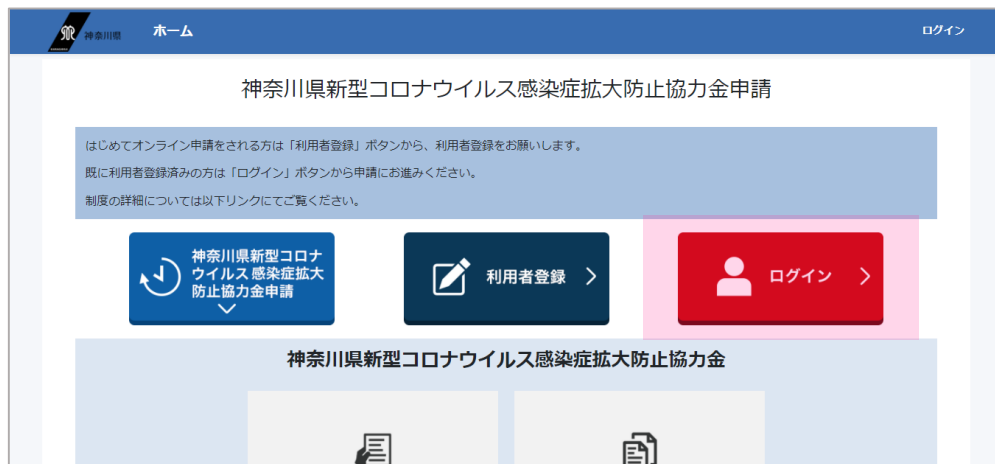 神奈川県
ホーム
ログイン
神奈川県新型コロナウイルス感染症拡大防止協力金申請
はじめてオンライン申請をされる方は「利用者登録」ボタンから、利用者登録をお願いします。
既に利用者登録済みの方は「ログイン」ボタンから申請にお進みください。
制度の詳細については以下リンクにてご覧ください。
神奈川県新型コロナ
ウイルス感染症拡大
防止協力金申請
利用者登録
ログイン
神奈川県新型コロナウイルス感染症拡大防止協力金